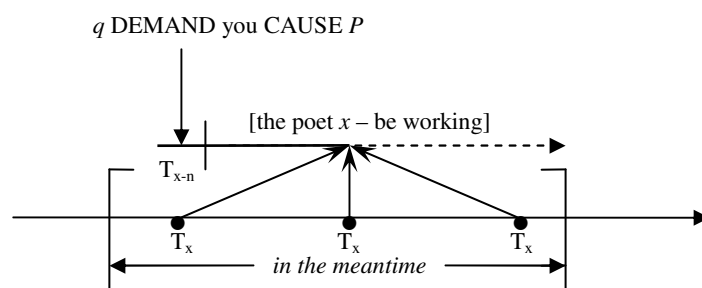 q DEMAND you CAUSE P
[the poet x – be working]
Tx-n
Tx Tx Tx
in the meantime